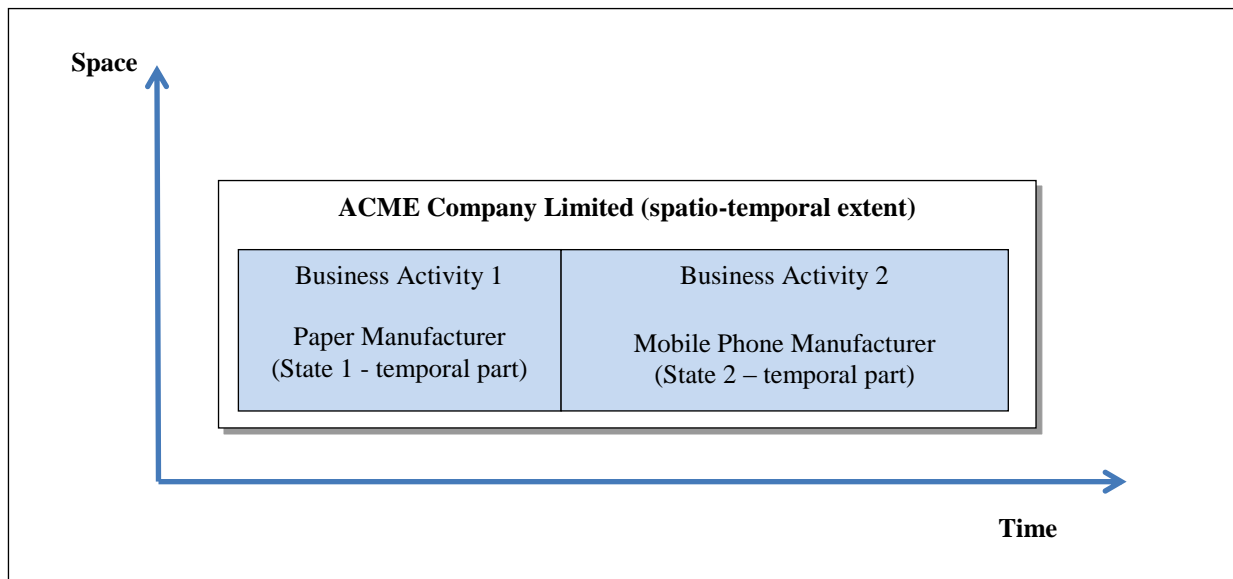 Space
ACME Company Limited (spatio-temporal extent)
Business Activity 1
Paper Manufacturer
(State 1 - temporal part)
Business Activity 2
Mobile Phone Manufacturer
(State 2 – temporal part)
Time